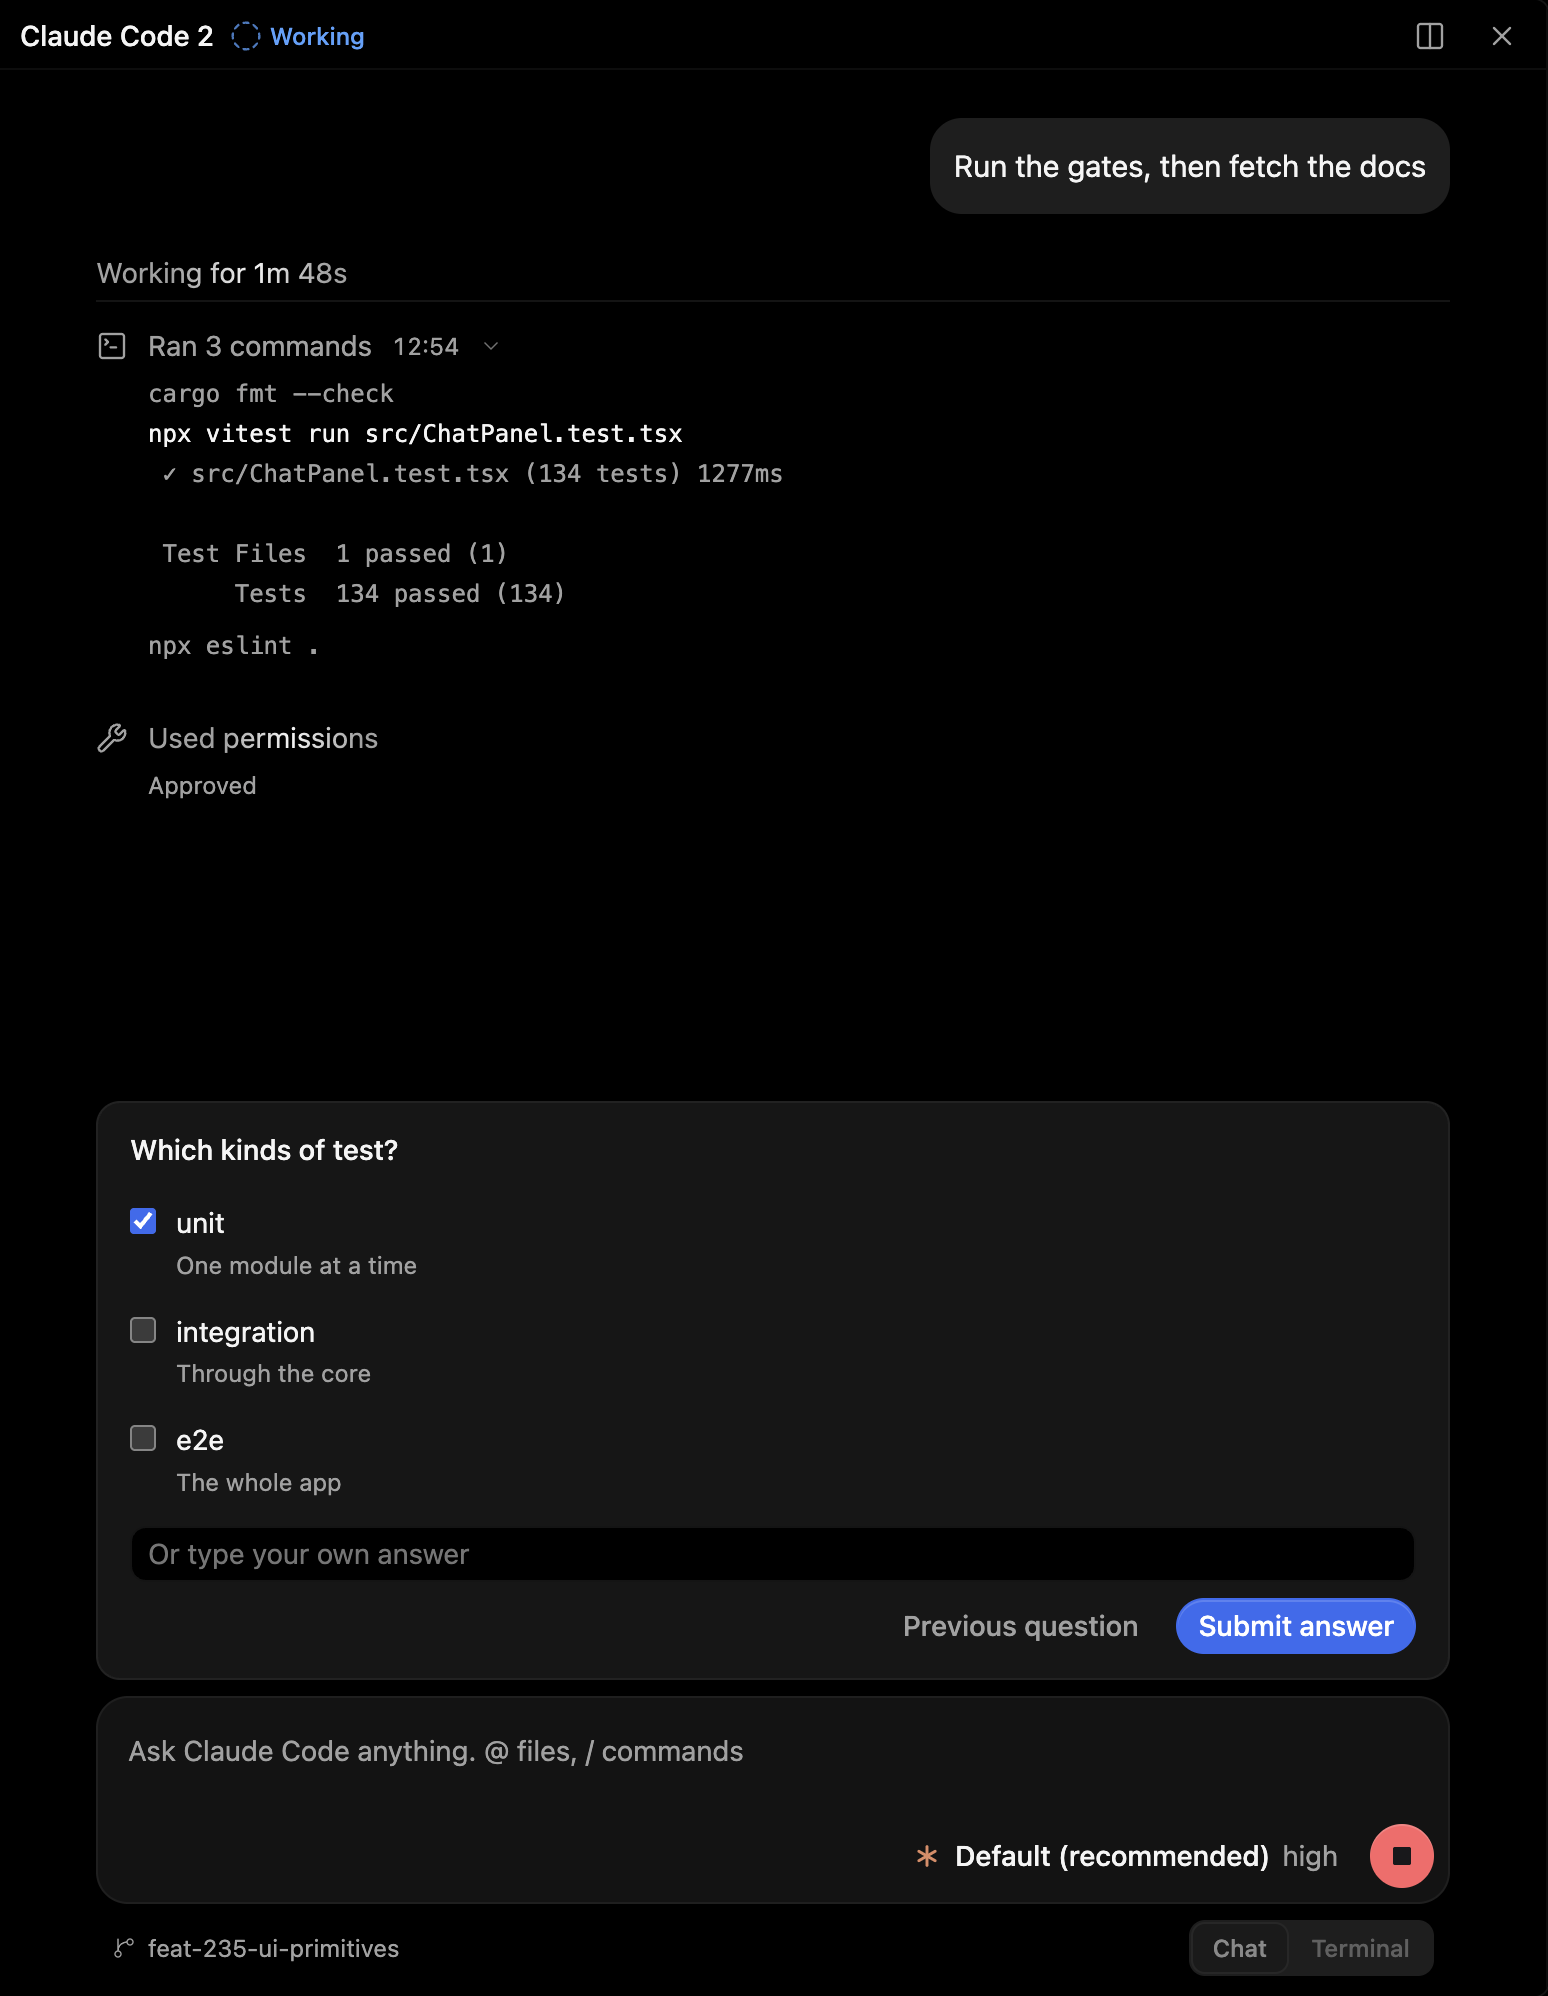 Claude Code 2 Working
Run the gates, then fetch the docs
Working for 1m 48s
Ran 3 commands 12:54
cargo fmt --check
npx vitest run src/ChatPanel.test.tsx
✓ src/ChatPanel.test.tsx (134 tests) 1277ms
Test Files 1 passed (1)
Tests 134 passed (134)
npx eslint .
Used permissions
Approved
Which kinds of test?
unit
One module at a time
integration
Through the core
e2e
The whole app
Or type your own answer
Previous question Submit answer
Ask Claude Code anything. @ files, / commands
Default (recommended) high
feat-235-ui-primitives Chat Terminal